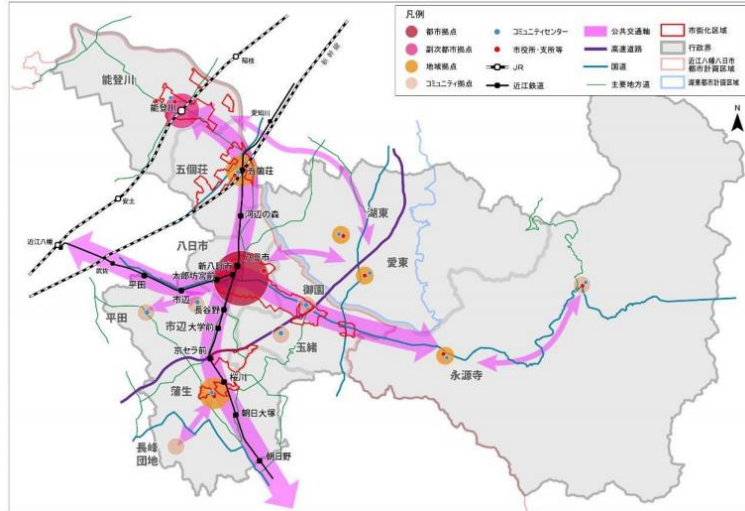 凡例
都市拠点
副次都市拠点
地域拠点
コミュニティ拠点
コミュニティセンター
市役所・支所等
JR
近江鉄道
公共交通軸
高速道路
国道
主要地方道
市街化区域
行政界
近江八幡八日市
都市計画区域
湖東都市計画区域
N
能登川
稲枝
新幹線
能登川
愛知川
五個荘
五箇荘
安土
河辺の森
湖東
近江八幡
八日市
愛東
武佐
新八日市
八日市
太郎坊宮前
平田
市辺
御園
平田
長谷野
市辺
大学前
玉緒
京セラ前
永源寺
桜川
蒲生
朝日大塚
長峰
団地
朝日野